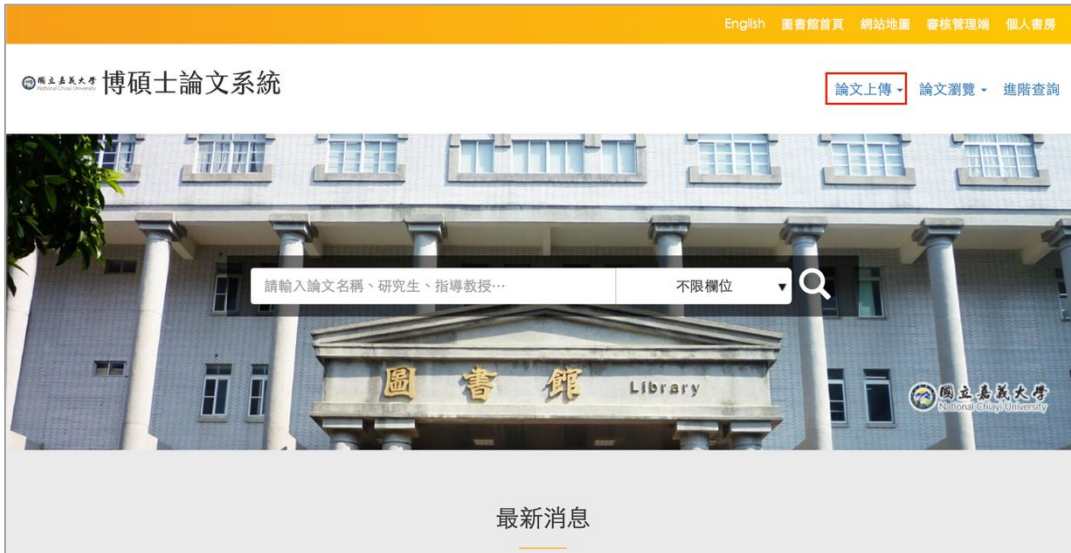 English 圖書館首頁 網站地圖 審核管理端 個人書房
國立嘉義大學 National Chiayi University 博碩士論文系統
論文上傳 論文瀏覽 進階查詢
請輸入論文名稱、研究生、指導教授… 不限欄位
圖書館 Library
國立嘉義大學
National Chiayi University
最新消息